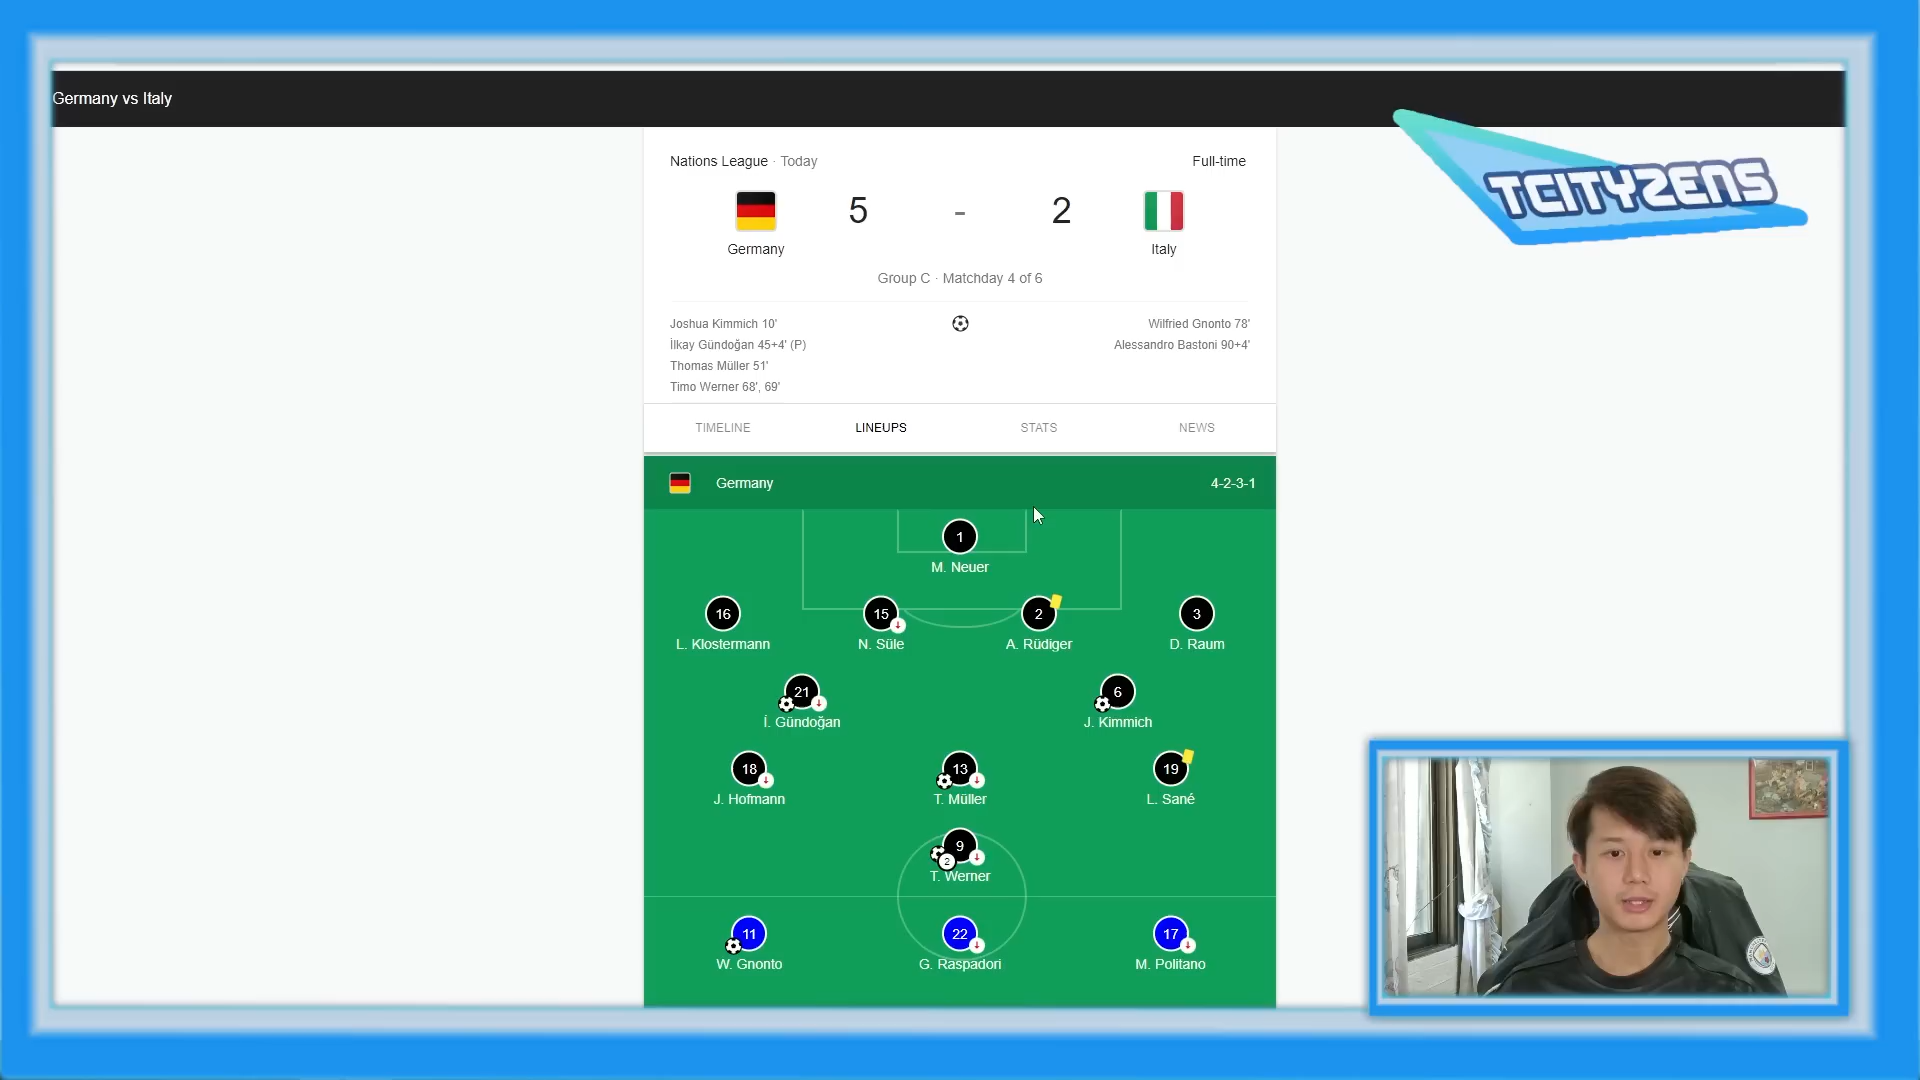 Germany vs Italy
TCITYZENS
Nations League · Today
Full-time
5 - 2
Germany
Italy
Group C · Matchday 4 of 6
Joshua Kimmich 10'
İlkay Gündoğan 45+4' (P)
Thomas Müller 51'
Timo Werner 68', 69'
Wilfried Gnonto 78'
Alessandro Bastoni 90+4'
TIMELINE LINEUPS STATS NEWS
Germany 4-2-3-1
1
M. Neuer
16 15 2 3
L. Klostermann N. Süle A. Rüdiger D. Raum
21 6
İ. Gündoğan J. Kimmich
18 13 19
J. Hofmann T. Müller L. Sané
9
2
T. Werner
11 22 17
W. Gnonto G. Raspadori M. Politano